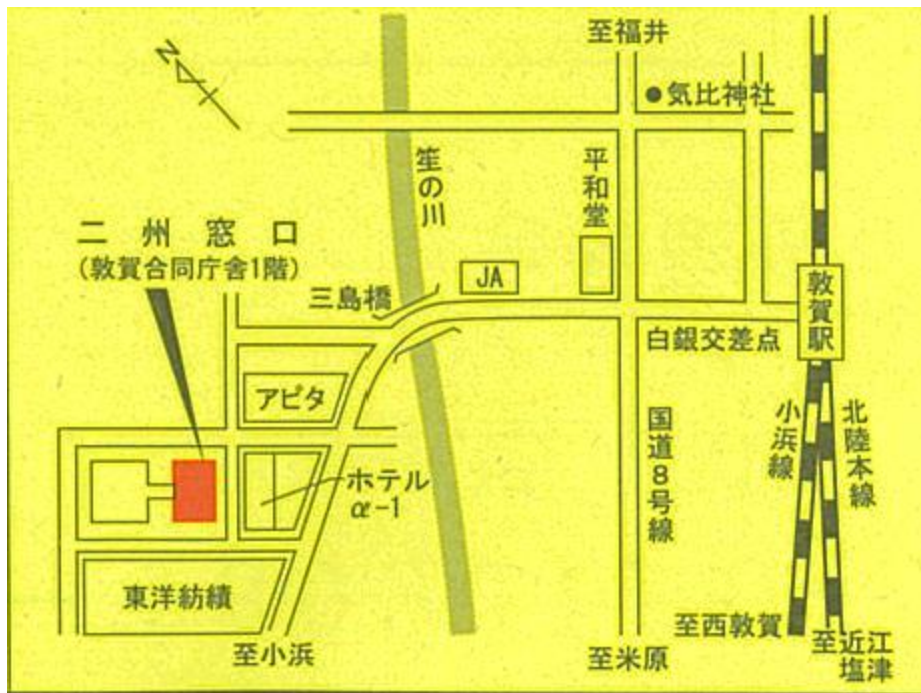 至福井
N
気比神社
笙の川
平和堂
二州窓口
(敦賀合同庁舎1階)
JA
三島橋
敦賀駅
白銀交差点
アピタ
国道8号線
小浜線
北陸本線
ホテル
α-1
東洋紡績
至西敦賀
至小浜
至米原
至近江
塩津